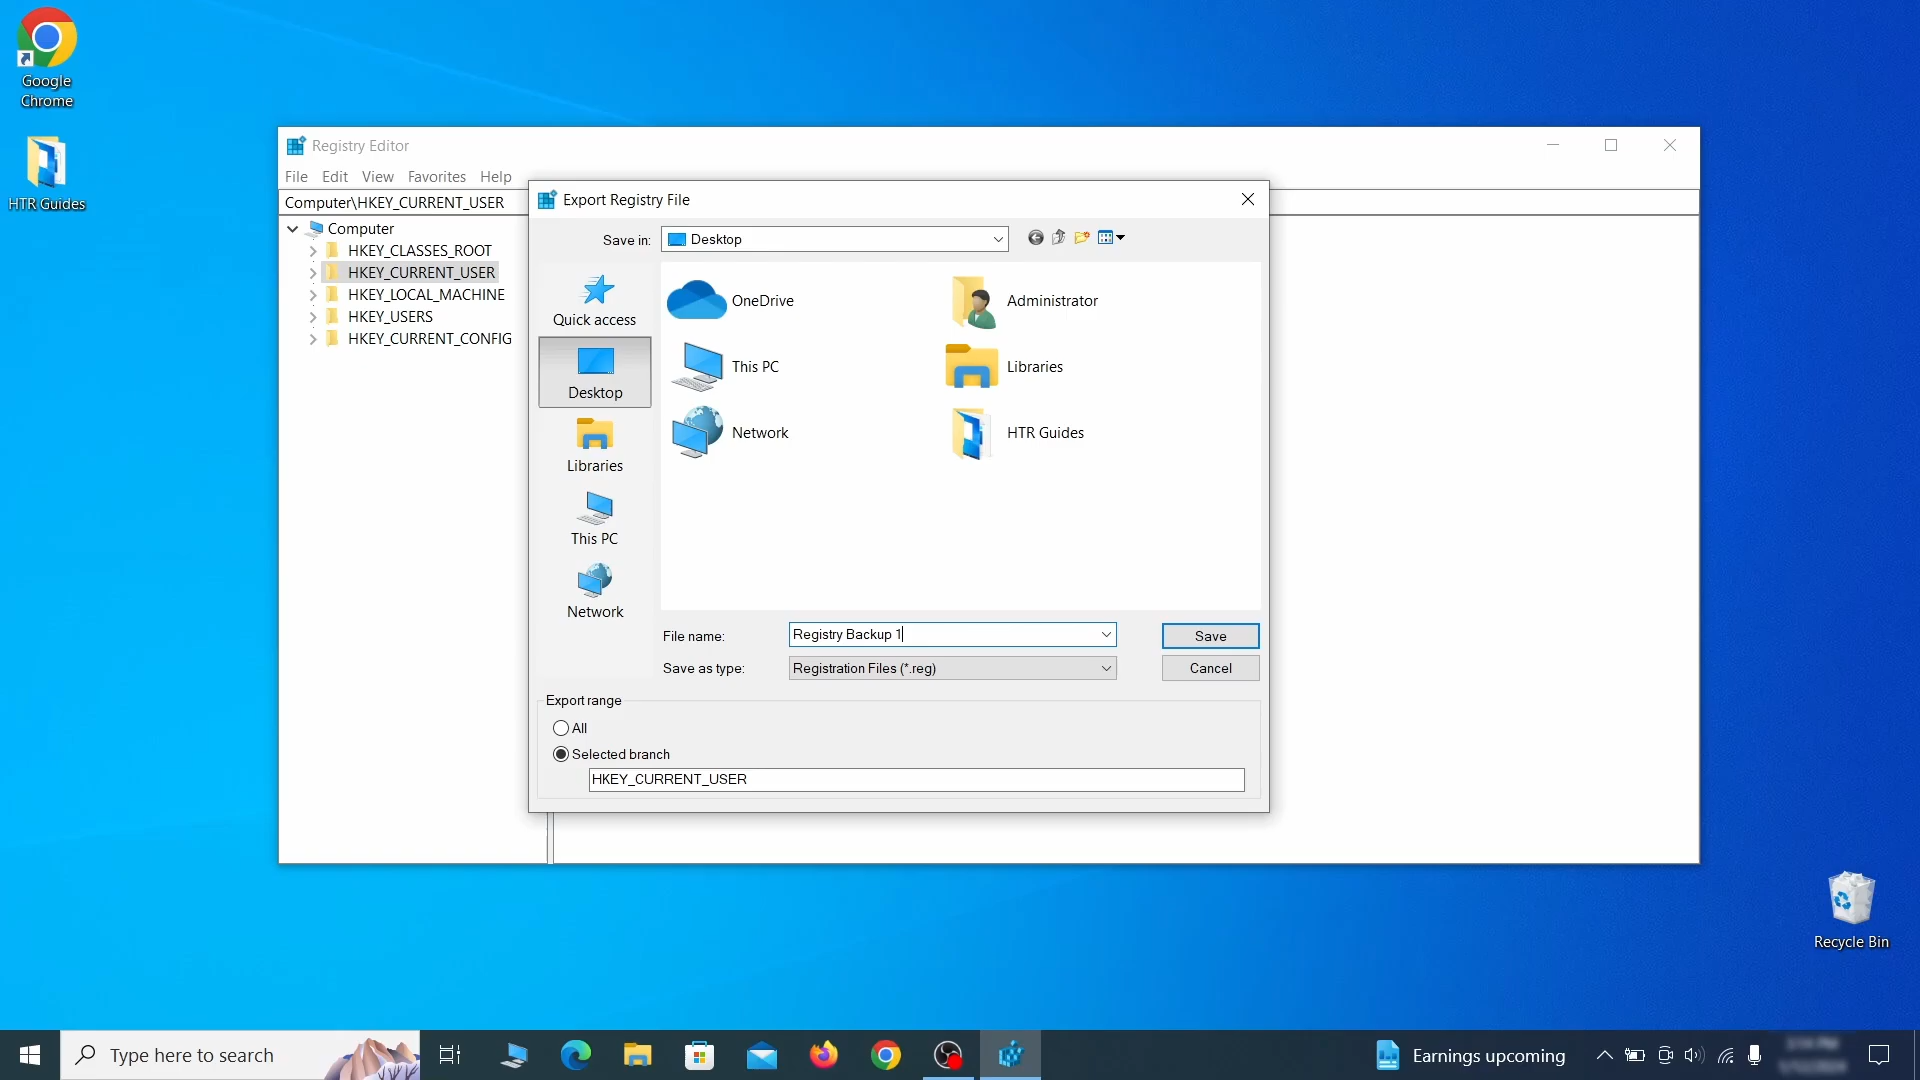 Google
Chrome
HTR Guides
Registry Editor
File Edit View Favorites Help
Computer\HKEY_CURRENT_USER
Computer
HKEY_CLASSES_ROOT
HKEY_CURRENT_USER
HKEY_LOCAL_MACHINE
HKEY_USERS
HKEY_CURRENT_CONFIG
Export Registry File
Save in: Desktop
Quick access
Desktop
Libraries
This PC
Network
OneDrive
Administrator
This PC
Libraries
Network
HTR Guides
File name: Registry Backup 1
Save
Save as type: Registration Files (*.reg)
Cancel
Export range
All
Selected branch
HKEY_CURRENT_USER
Recycle Bin
Type here to search
Earnings upcoming